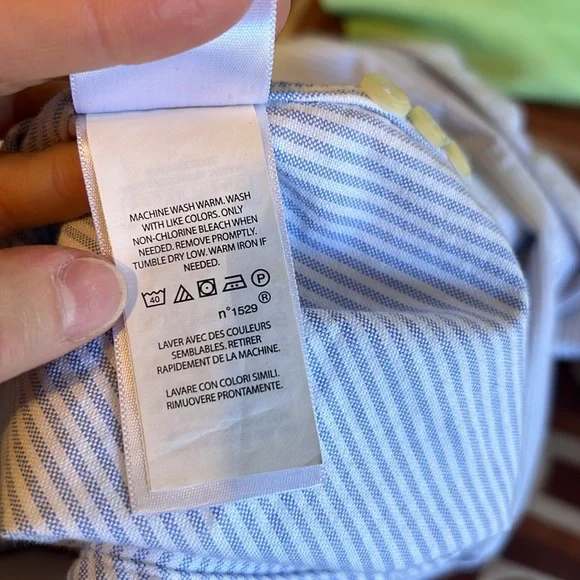 MACHINE WASH WARM. WASH
WITH LIKE COLORS. ONLY
NON-CHLORINE BLEACH WHEN
NEEDED. REMOVE PROMPTLY.
TUMBLE DRY LOW. WARM IRON IF
NEEDED.
40 P
n°1529 ®
LAVER AVEC DES COULEURS
SEMBLABLES. RETIRER
RAPIDEMENT DE LA MACHINE.
LAVARE CON COLORI SIMILI.
RIMUOVERE PRONTAMENTE.